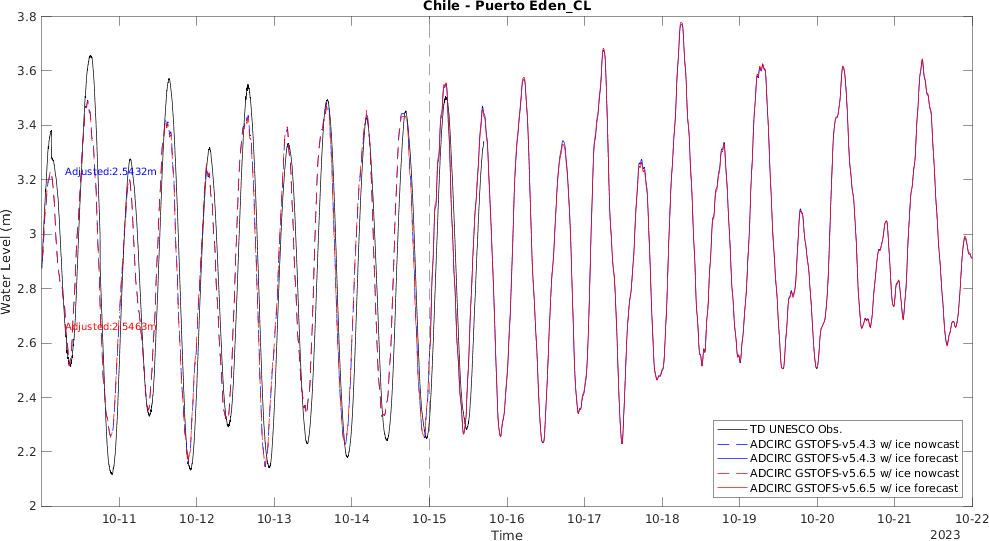 Chile - Puerto Eden_CL
3.8
3.6
3.4
3.2
3
2.8
2.6
2.4
2.2
2
Water Level (m)
Adjusted:2.5432m
Adjusted:2.5463m
TD UNESCO Obs.
ADCIRC GSTOFS-v5.4.3 w/ ice nowcast
ADCIRC GSTOFS-v5.4.3 w/ ice forecast
ADCIRC GSTOFS-v5.6.5 w/ ice nowcast
ADCIRC GSTOFS-v5.6.5 w/ ice forecast
10-11 10-12 10-13 10-14 10-15 10-16 10-17 10-18 10-19 10-20 10-21 10-22
Time
2023